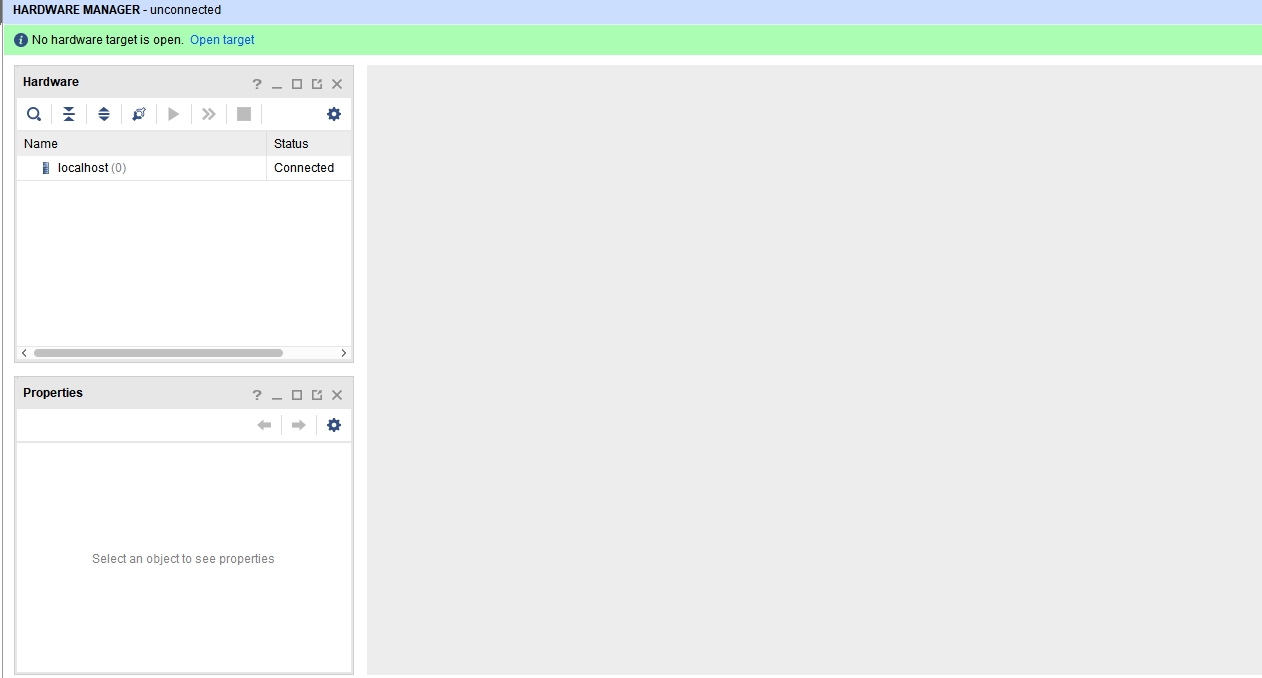 HARDWARE MANAGER - unconnected
No hardware target is open. Open target
Hardware
Name Status
localhost (0) Connected
Properties
Select an object to see properties